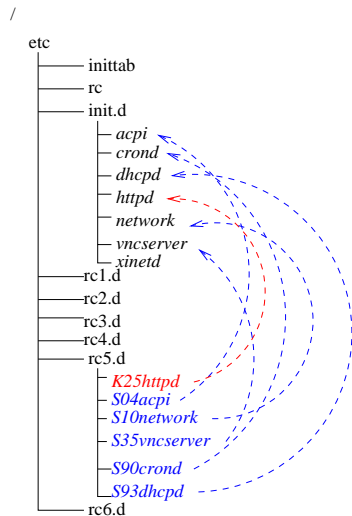 /
etc
inittab
rc
init.d
acpi
crond
dhcpd
httpd
network
vncserver
xinetd
rc1.d
rc2.d
rc3.d
rc4.d
rc5.d
K25httpd
S04acpi
S10network
S35vncserver
S90crond
S93dhcpd
rc6.d